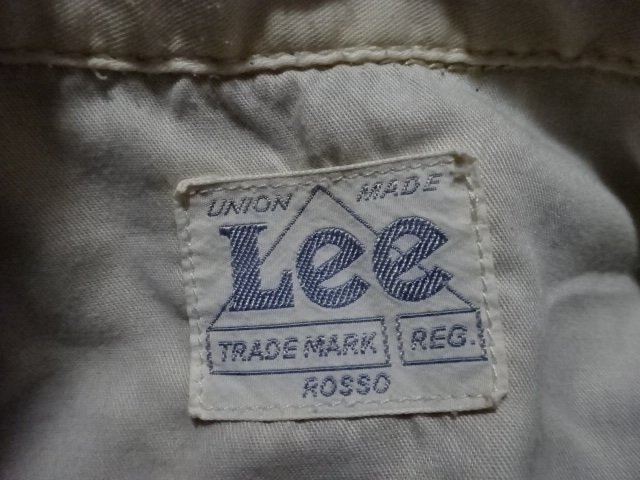 UNION MADE
Lee
TRADE MARK REG.
ROSSO